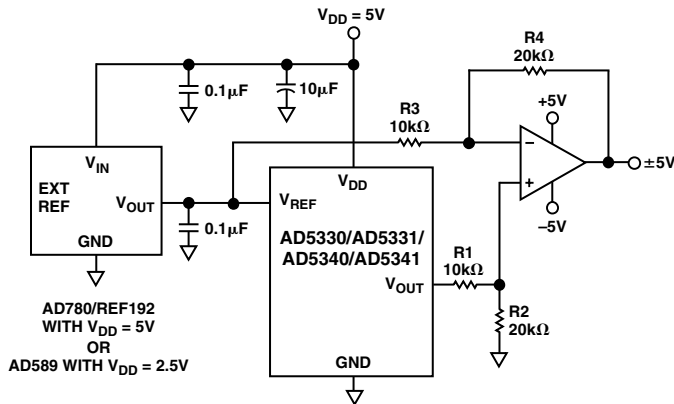 V_DD = 5V
0.1µF
10µF
R4
20kΩ
R3
10kΩ
+5V
−
+
−5V
±5V
V_IN
EXT
REF
V_OUT
GND
0.1µF
V_DD
V_REF
AD5330/AD5331/
AD5340/AD5341
V_OUT
GND
R1
10kΩ
R2
20kΩ
AD780/REF192
WITH V_DD = 5V
OR
AD589 WITH V_DD = 2.5V